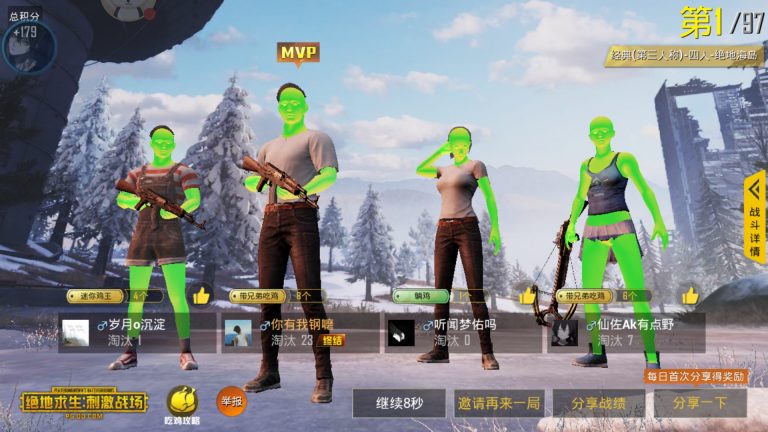 总积分
+179
第1/97
经典(第三人称)-四人-绝地海岛
MVP
战斗详情
迷你鸡王 4个
带兄弟吃鸡 8个
躺鸡 1个
带兄弟吃鸡 6个
♂岁月o沉淀
淘汰 1
♂你有我钢嘛
淘汰 23 终结
♂听闻梦佑吗
淘汰 0
♂仙佐Ak有点野
淘汰 7
每日首次分享得奖励
绝地求生:刺激战场
PG.QQ.COM
吃鸡攻略
举报
继续8秒
邀请再来一局
分享战绩
分享一下